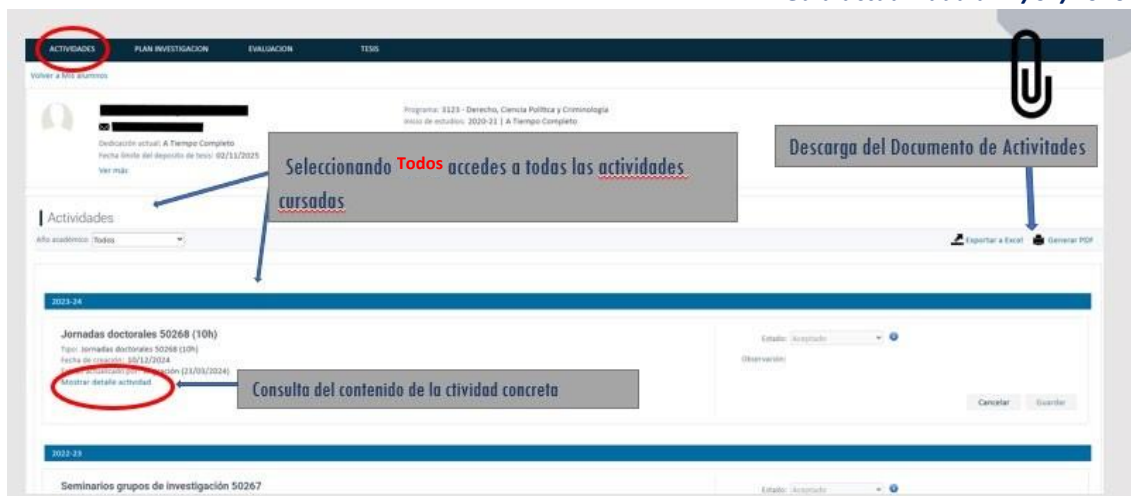 ACTIVIDADES PLAN INVESTIGACION EVALUACION TESIS
Volver a Mis alumnos
Programa: 3123 - Derecho, Ciencia Política y Criminología
Inicio de estudios: 2020-21 | A Tiempo Completo
Dedicación actual: A Tiempo Completo
Fecha límite del depósito de tesis: 02/11/2025
Ver más
Seleccionando Todos accedes a todas las actividades
cursadas
Descarga del Documento de Activitades
Actividades
Año académico: Todos
Exportar a Excel Generar PDF
2023-24
Jornadas doctorales 50268 (10h)
Tipo: Jornadas doctorales 50268 (10h)
Fecha de creación: 10/12/2024
(23/03/2024)
Mostrar detalle actividad
Estado: Aceptado
Observación:
Consulta del contenido de la ctividad concreta
Cancelar Guardar
2022-23
Seminarios grupos de investigación 50267
Estado: Aceptado